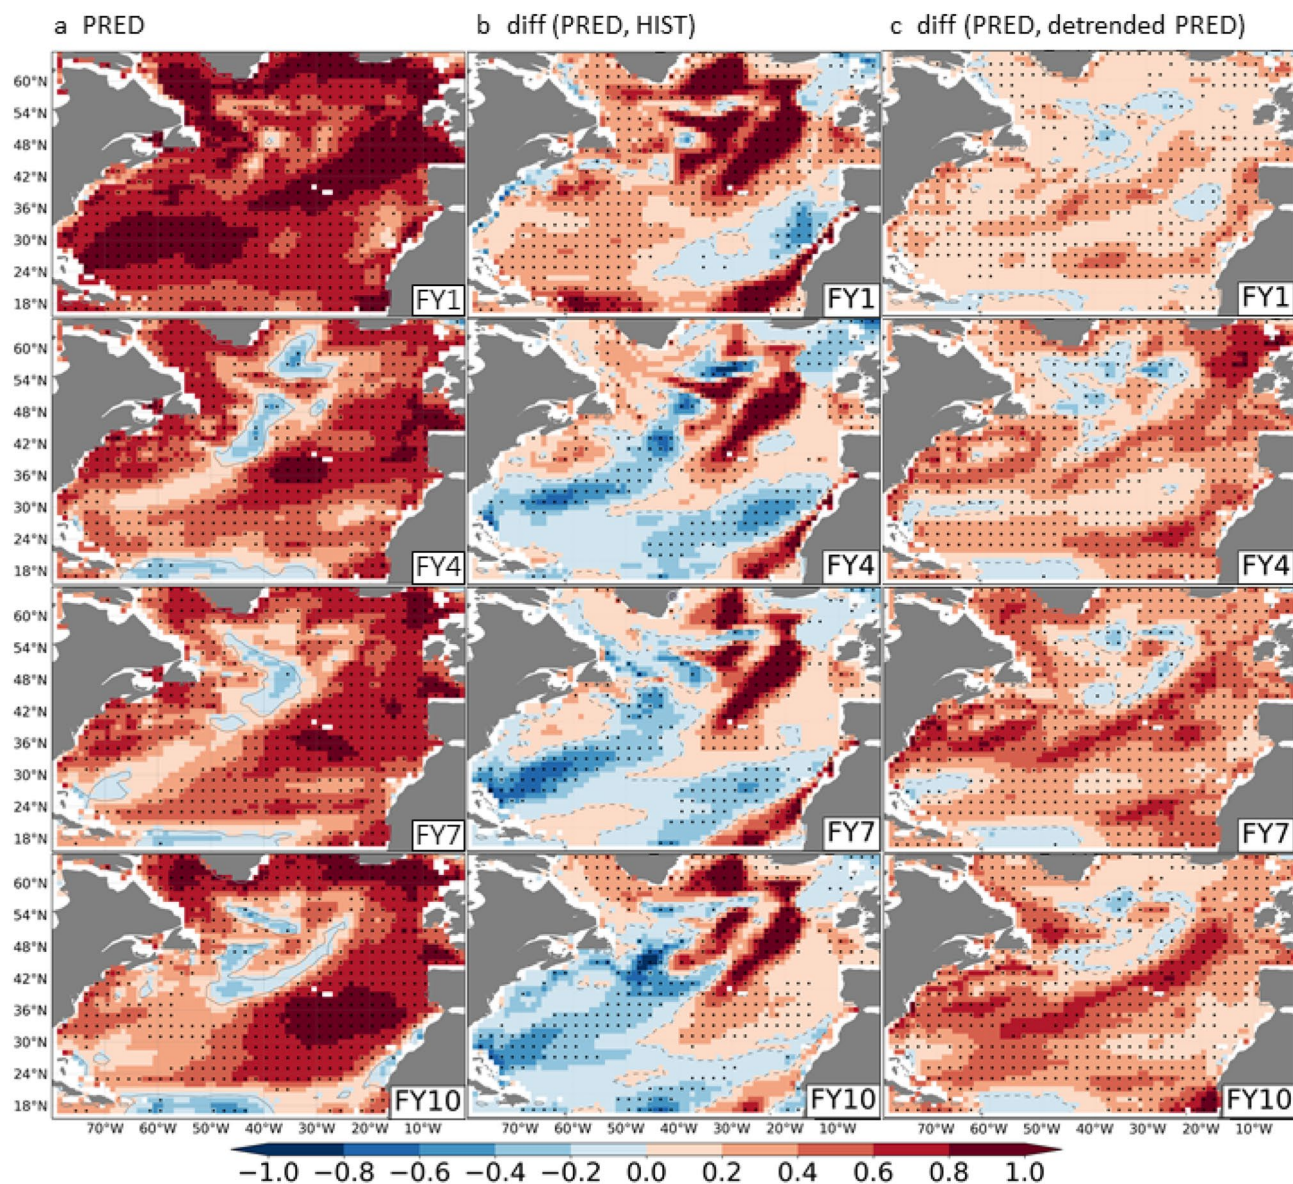 a PRED
b diff (PRED, HIST)
c diff (PRED, detrended PRED)
60°N
54°N
48°N
42°N
36°N
30°N
24°N
18°N
FY1
FY1
FY1
60°N
54°N
48°N
42°N
36°N
30°N
24°N
18°N
FY4
FY4
FY4
60°N
54°N
48°N
42°N
36°N
30°N
24°N
18°N
FY7
FY7
FY7
60°N
54°N
48°N
42°N
36°N
30°N
24°N
18°N
FY10
FY10
FY10
70°W 60°W 50°W 40°W 30°W 20°W 10°W
70°W 60°W 50°W 40°W 30°W 20°W 10°W
70°W 60°W 50°W 40°W 30°W 20°W 10°W
−1.0 −0.8 −0.6 −0.4 −0.2 0.0 0.2 0.4 0.6 0.8 1.0